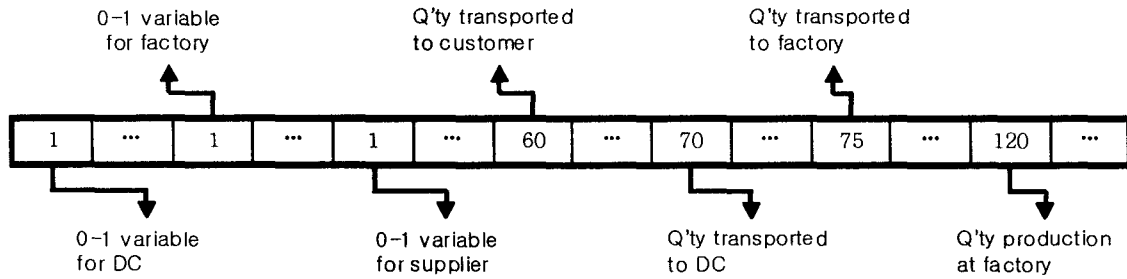 0-1 variable
for factory
Q'ty transported
to customer
Q'ty transported
to factory
1 ··· 1 ··· 1 ··· 60 ··· 70 ··· 75 ··· 120 ···
0-1 variable
for DC
0-1 variable
for supplier
Q'ty transported
to DC
Q'ty production
at factory